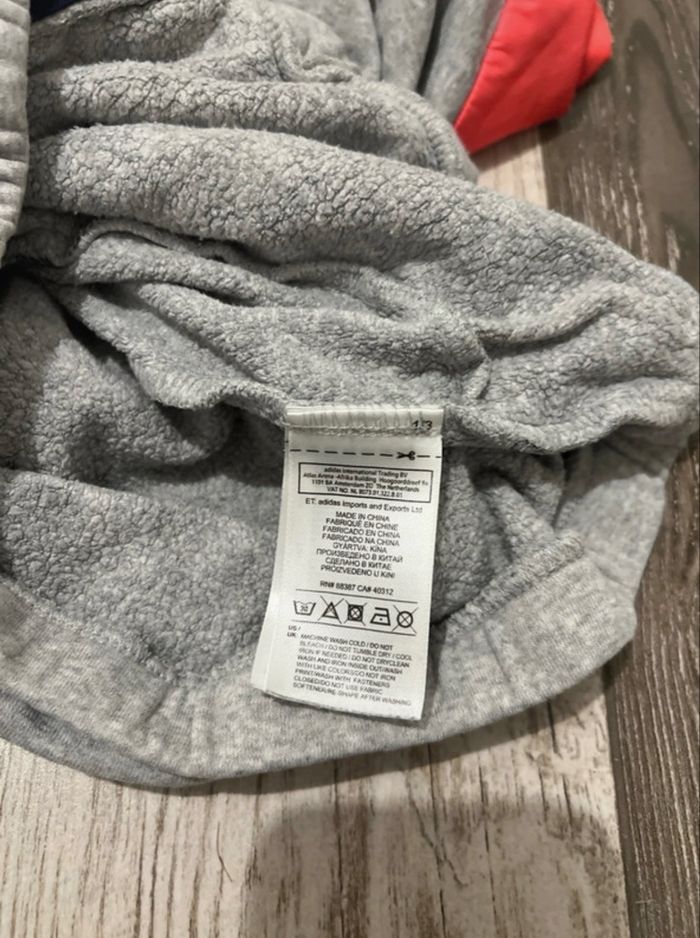 1/3
adidas International Trading BV
Atlas Arena -Afrika Building Hoogoorddreef 9a
1101 BA Amsterdam ZO The Netherlands
VAT NO. NL 8073.01.322.B.01
ET: adidas Imports and Exports Ltd
MADE IN CHINA
FABRIQUÉ EN CHINE
FABRICADO EN CHINA
FABRICADO NA CHINA
GYÁRTVA: KÍNA
ПРОИЗВЕДЕНО В КИТАЙ
СДЕЛАНО В КИТАЕ
PROIZVEDENO U KINI
RN# 88387 CA# 40312
30
US /
UK: MACHINE WASH COLD / DO NOT
BLEACH / DO NOT TUMBLE DRY / COOL
IRON IF NEEDED / DO NOT DRYCLEAN
WASH AND IRON INSIDE OUT/WASH
WITH LIKE COLORS/DO NOT IRON
PRINT/WASH WITH FASTENERS
CLOSED/DO NOT USE FABRIC
SOFTENER/RE-SHAPE AFTER WASHING